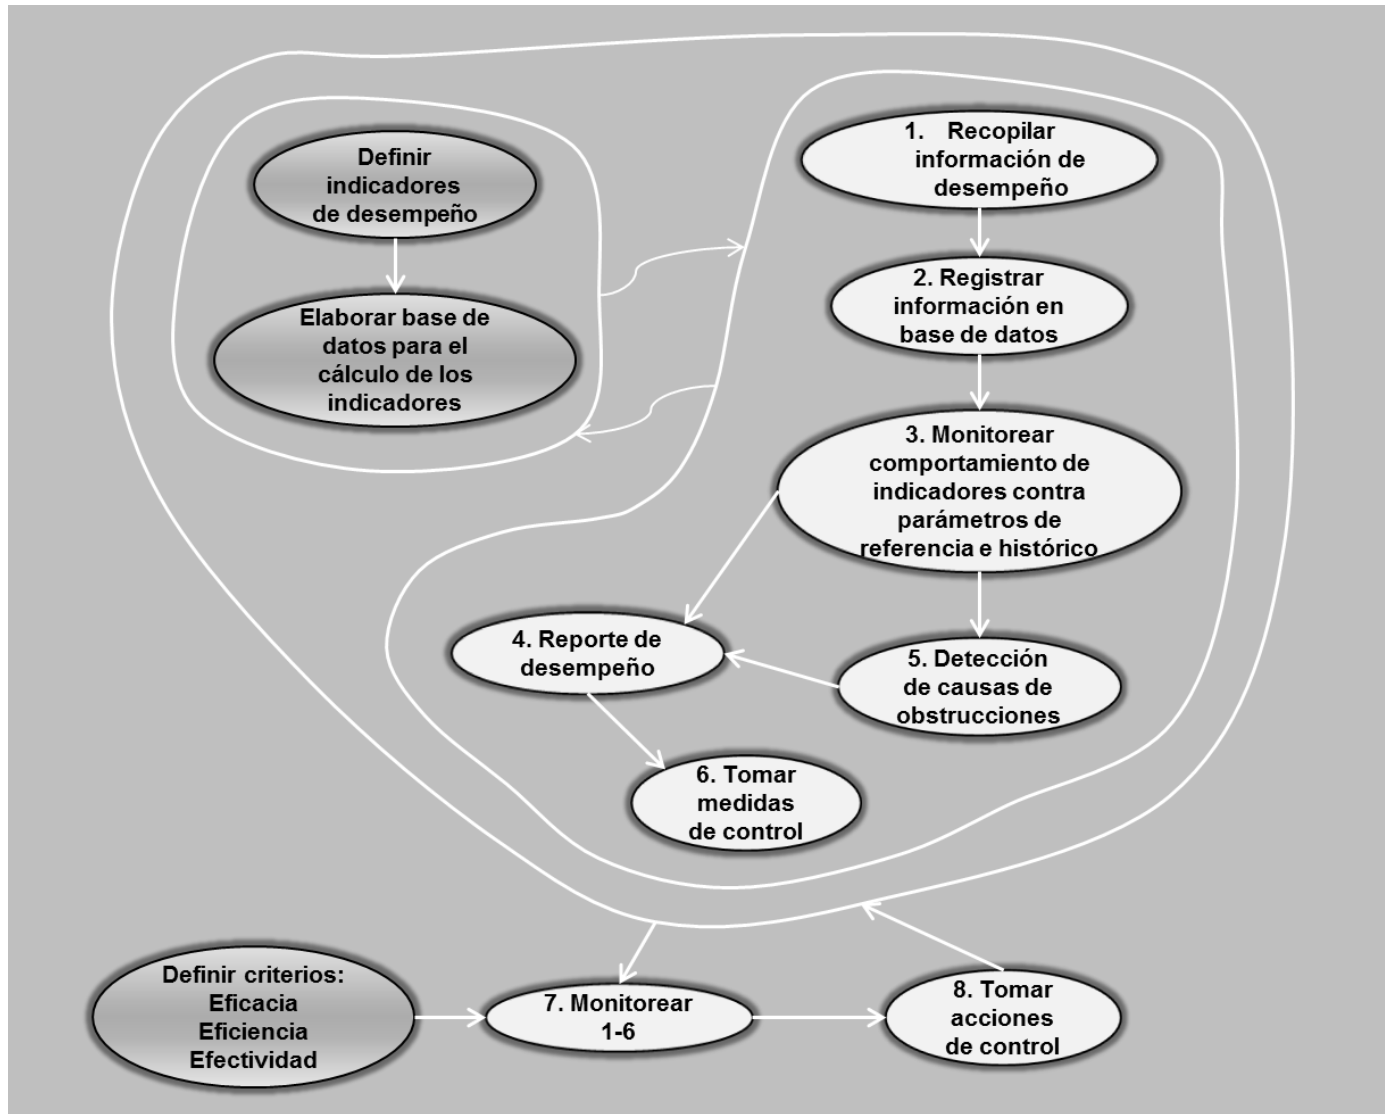 Definir
indicadores
de desempeño
Elaborar base de
datos para el
cálculo de los
indicadores
1. Recopilar
información de
desempeño
2. Registrar
información en
base de datos
3. Monitorear
comportamiento de
indicadores contra
parámetros de
referencia e histórico
4. Reporte de
desempeño
5. Detección
de causas de
obstrucciones
6. Tomar
medidas
de control
Definir criterios:
Eficacia
Eficiencia
Efectividad
7. Monitorear
1-6
8. Tomar
acciones
de control